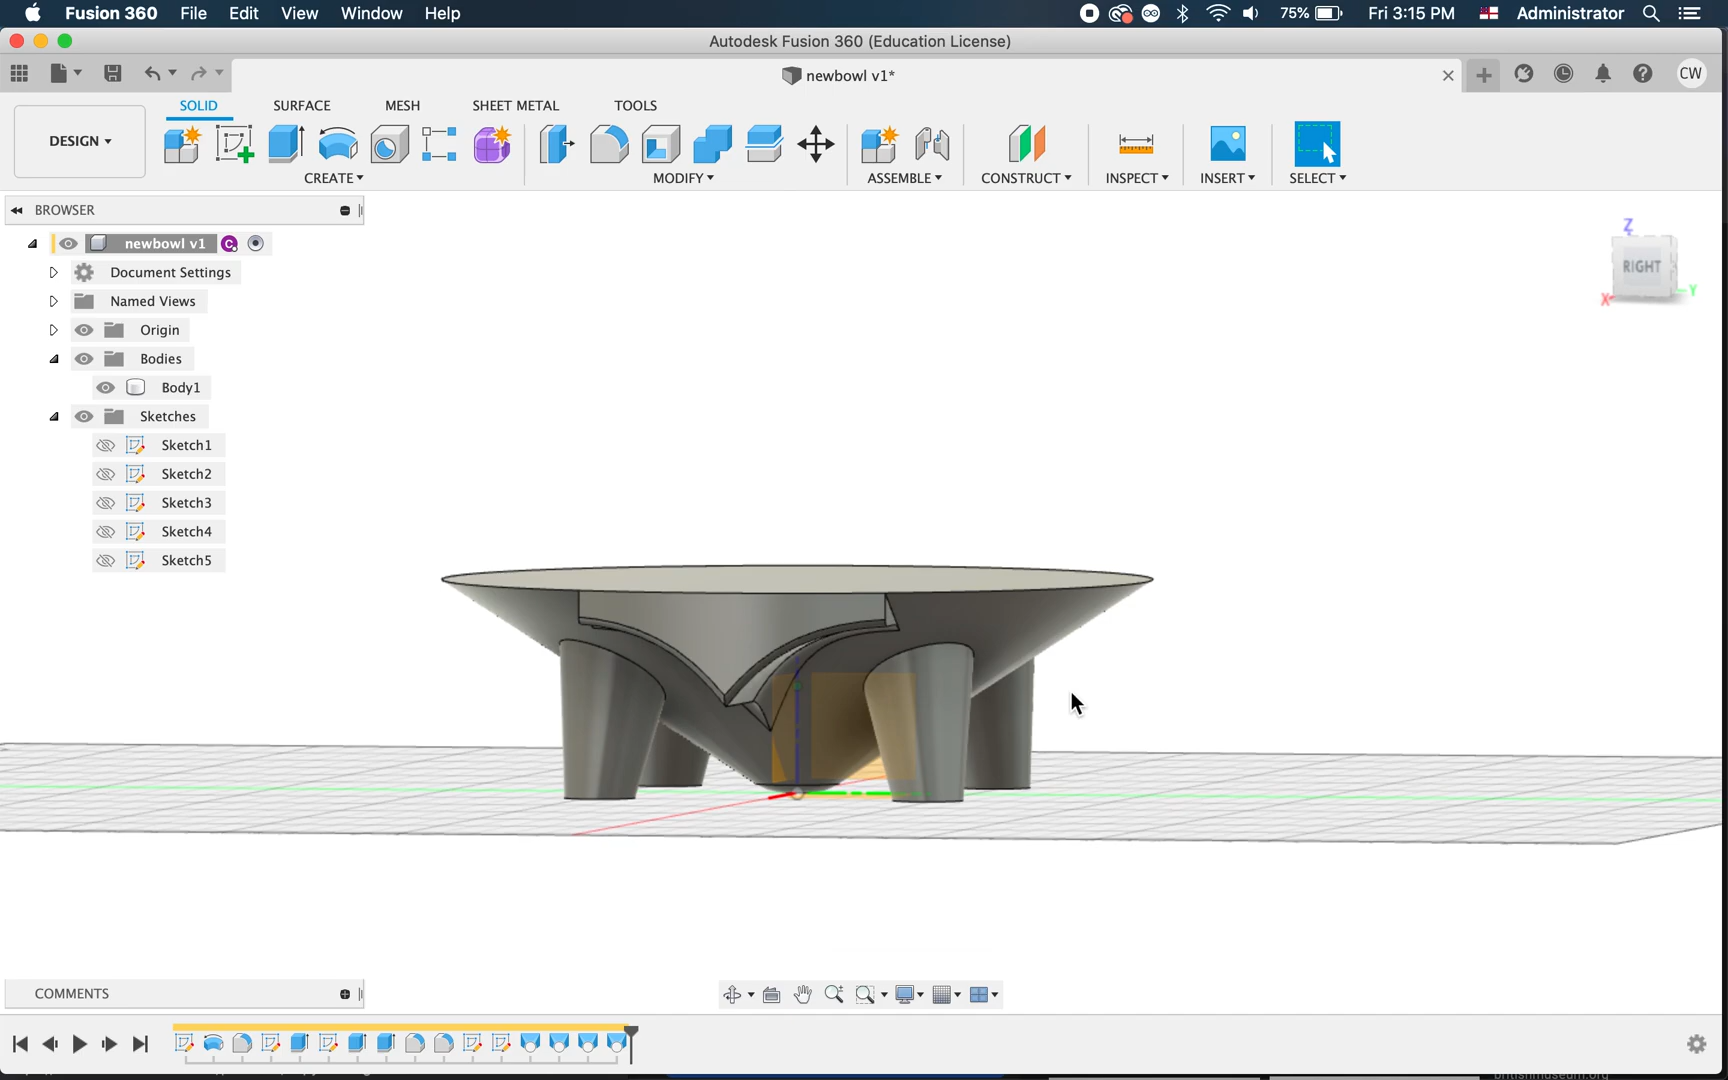 Fusion 360 File Edit View Window Help 75% Fri 3:15 PM Administrator
Autodesk Fusion 360 (Education License)
newbowl v1* CW
SOLID SURFACE MESH SHEET METAL TOOLS
DESIGN
CREATE MODIFY ASSEMBLE CONSTRUCT INSPECT INSERT SELECT
BROWSER
newbowl v1
Document Settings
Named Views
Origin
Bodies
Body1
Sketches
Sketch1
Sketch2
Sketch3
Sketch4
Sketch5
Z
RIGHT
X Y
COMMENTS